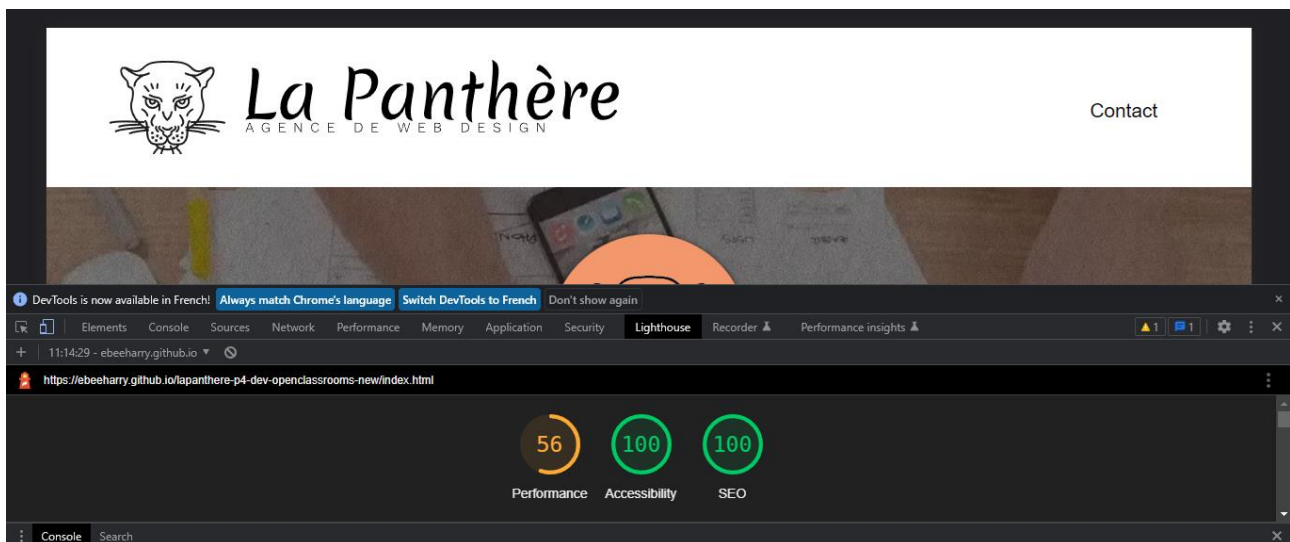 La Panthère
AGENCE DE WEB DESIGN
Contact
DevTools is now available in French! Always match Chrome's language Switch DevTools to French Don't show again
Elements Console Sources Network Performance Memory Application Security Lighthouse Recorder Performance insights 1 1
11:14:29 - ebeeharry.github.io
https://ebeeharry.github.io/lapanthere-p4-dev-openclassrooms-new/index.html
56 100 100
Performance Accessibility SEO
Console Search